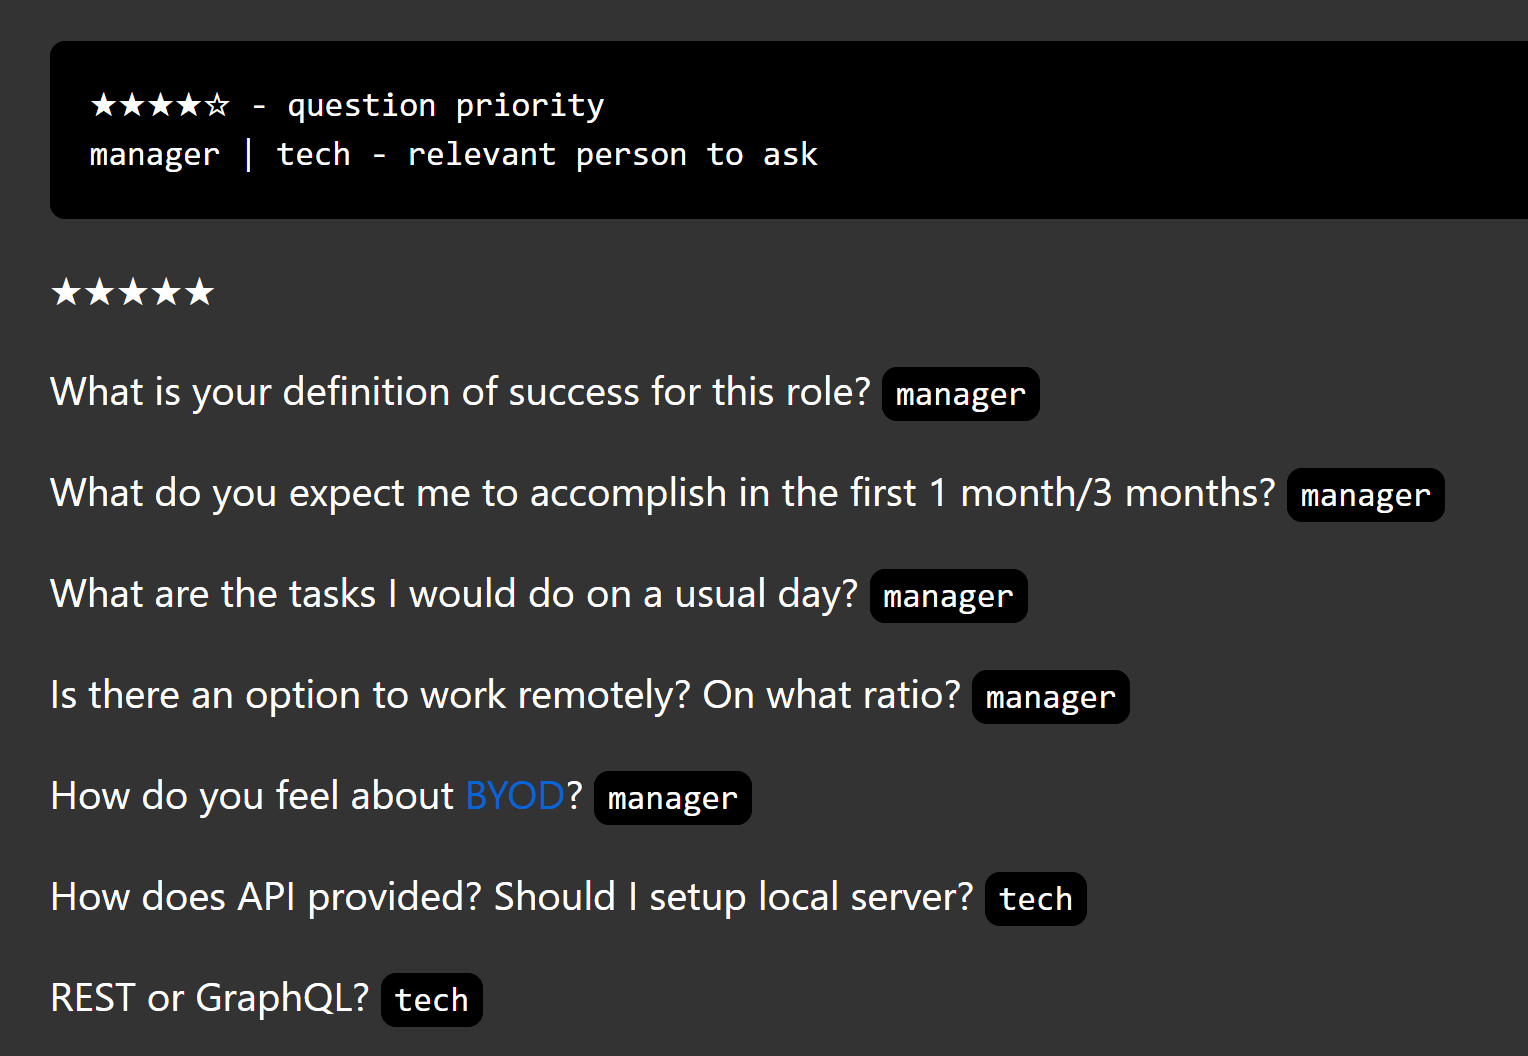 ★★★★☆ - question priority
manager | tech - relevant person to ask
★★★★★
What is your definition of success for this role? manager
What do you expect me to accomplish in the first 1 month/3 months? manager
What are the tasks I would do on a usual day? manager
Is there an option to work remotely? On what ratio? manager
How do you feel about BYOD? manager
How does API provided? Should I setup local server? tech
REST or GraphQL? tech